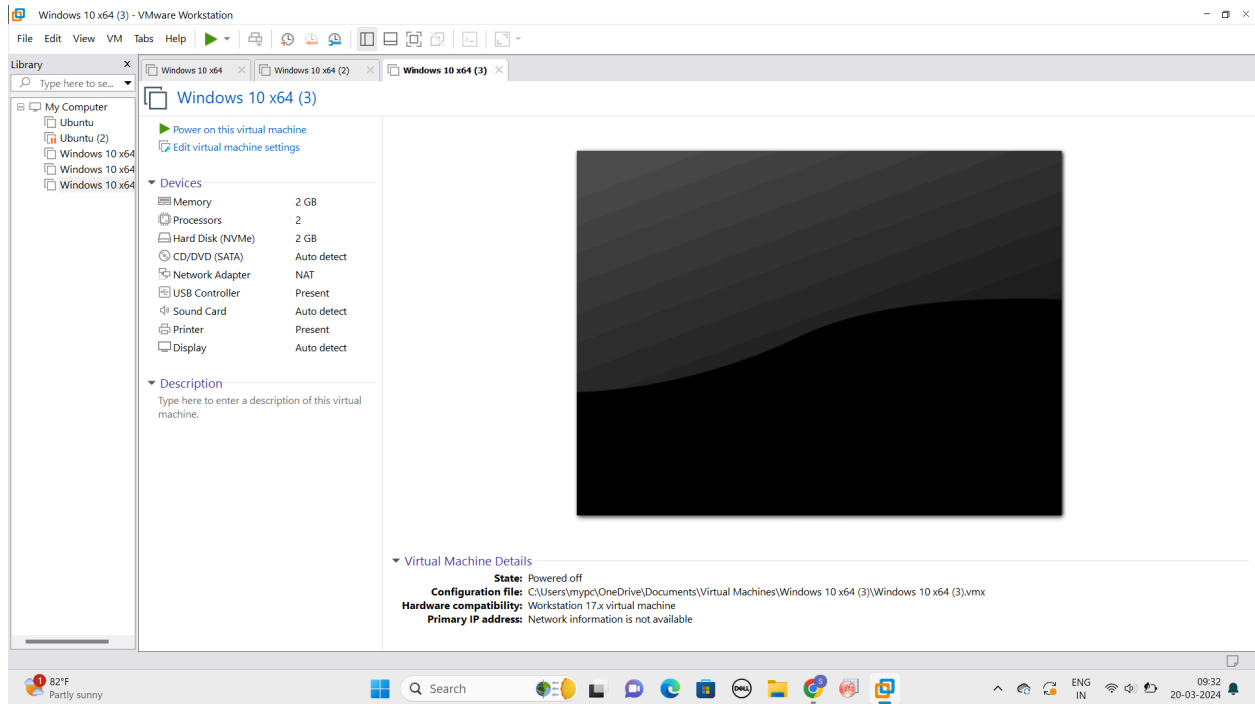 Windows 10 x64 (3) - VMware Workstation
File Edit View VM Tabs Help
Library x
Type here to se...
My Computer
Ubuntu
Ubuntu (2)
Windows 10 x64
Windows 10 x64
Windows 10 x64
Windows 10 x64 Windows 10 x64 (2) Windows 10 x64 (3)
Windows 10 x64 (3)
Power on this virtual machine
Edit virtual machine settings
Devices
Memory 2 GB
Processors 2
Hard Disk (NVMe) 2 GB
CD/DVD (SATA) Auto detect
Network Adapter NAT
USB Controller Present
Sound Card Auto detect
Printer Present
Display Auto detect
Description
Type here to enter a description of this virtual
machine.
Virtual Machine Details
State: Powered off
Configuration file: C:\Users\mypc\OneDrive\Documents\Virtual Machines\Windows 10 x64 (3)\Windows 10 x64 (3).vmx
Hardware compatibility: Workstation 17.x virtual machine
Primary IP address: Network information is not available
1
82°F
Partly sunny
Search
DELL
S
ENG
IN
09:32
20-03-2024